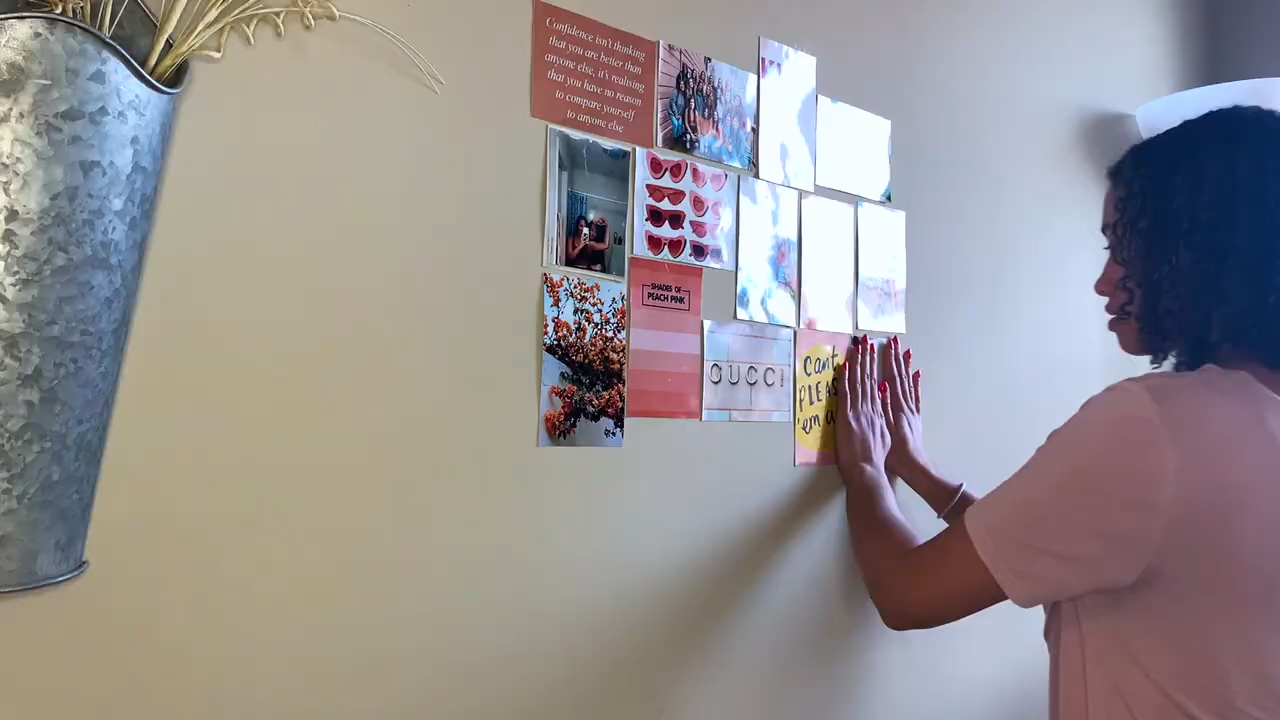 Confidence isn't thinking
that you are better than
anyone else, it's realising
that you have no reason
to compare yourself
to anyone else
SHADES OF
PEACH PINK
GUCCI
CAN'T
PLEAS
'em a